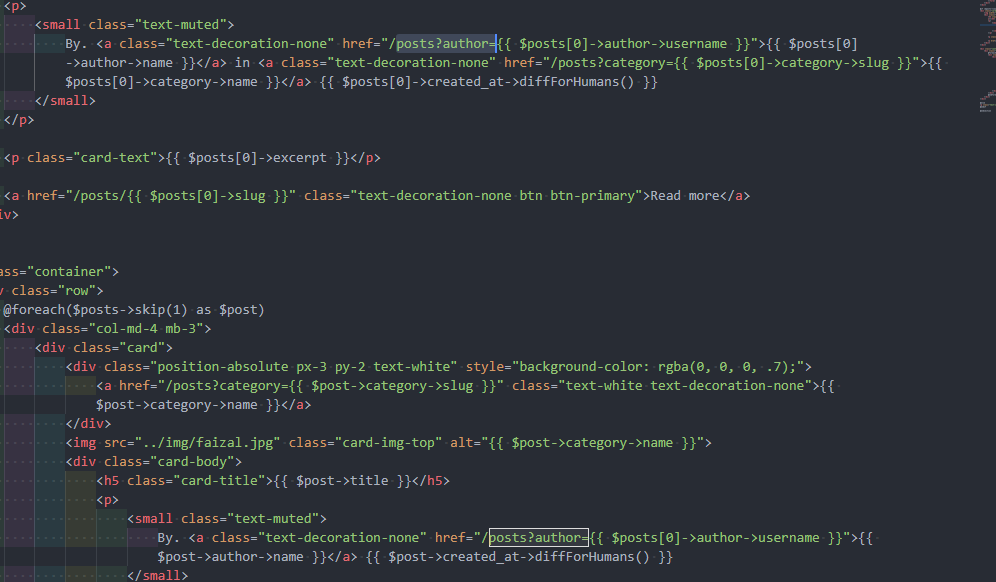 <p>
<small class="text-muted">
By. <a class="text-decoration-none" href="/posts?author={{ $posts[0]->author->username }}">{{ $posts[0]
->author->name }}</a> in <a class="text-decoration-none" href="/posts?category={{ $posts[0]->category->slug }}">{{
$posts[0]->category->name }}</a> {{ $posts[0]->created_at->diffForHumans() }}
</small>
</p>
<p class="card-text">{{ $posts[0]->excerpt }}</p>
<a href="/posts/{{ $posts[0]->slug }}" class="text-decoration-none btn btn-primary">Read more</a>
iv>
ass="container">
v class="row">
@foreach($posts->skip(1) as $post)
<div class="col-md-4 mb-3">
<div class="card">
<div class="position-absolute px-3 py-2 text-white" style="background-color: rgba(0, 0, 0, .7);">
<a href="/posts?category={{ $post->category->slug }}" class="text-white text-decoration-none">{{
$post->category->name }}</a>
</div>
<img src="../img/faizal.jpg" class="card-img-top" alt="{{ $post->category->name }}">
<div class="card-body">
<h5 class="card-title">{{ $post->title }}</h5>
<p>
<small class="text-muted">
By. <a class="text-decoration-none" href="/posts?author={{ $posts[0]->author->username }}">{{
$post->author->name }}</a> {{ $post->created_at->diffForHumans() }}
</small>